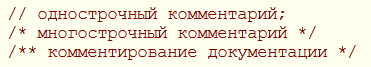 // однострочный комментарий;
/* многострочный комментарий */
/** комментирование документации */